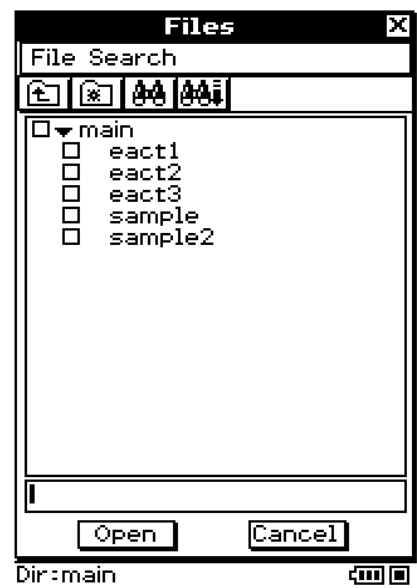 Files
File Search
main
eact1
eact2
eact3
sample
sample2
Open Cancel
Dir:main